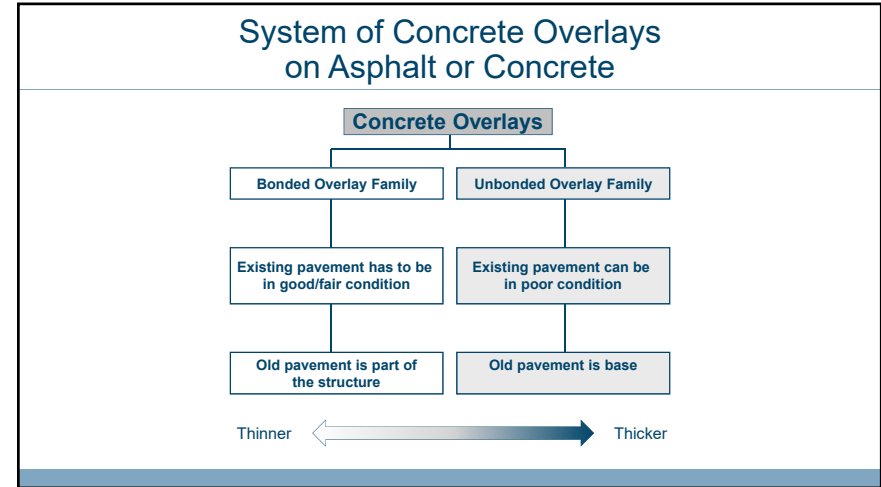 System of Concrete Overlays
on Asphalt or Concrete
Concrete Overlays
Bonded Overlay Family
Unbonded Overlay Family
Existing pavement has to be
in good/fair condition
Existing pavement can be
in poor condition
Old pavement is part of
the structure
Old pavement is base
Thinner
Thicker